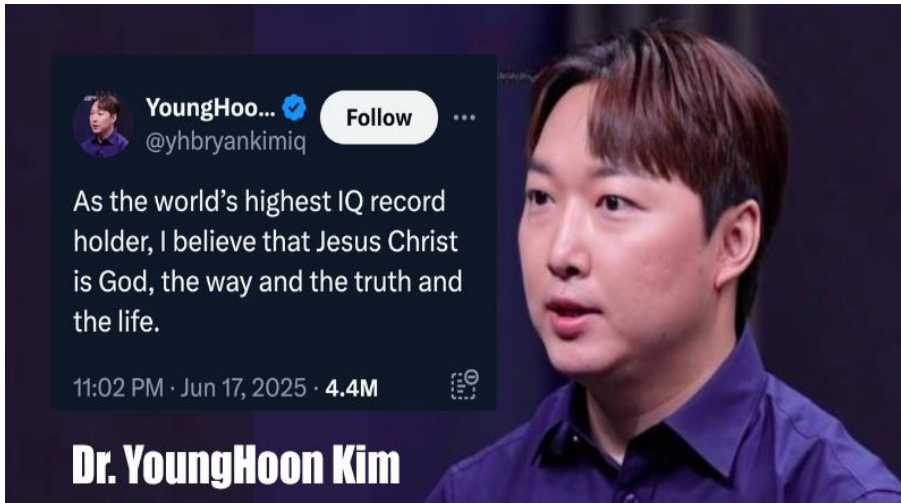 YoungHoo...
Follow
...
@yhbryankimiq
As the world's highest IQ record
holder, I believe that Jesus Christ
is God, the way and the truth and
the life.
11:02 PM · Jun 17, 2025 · 4.4M
Dr. YoungHoon Kim